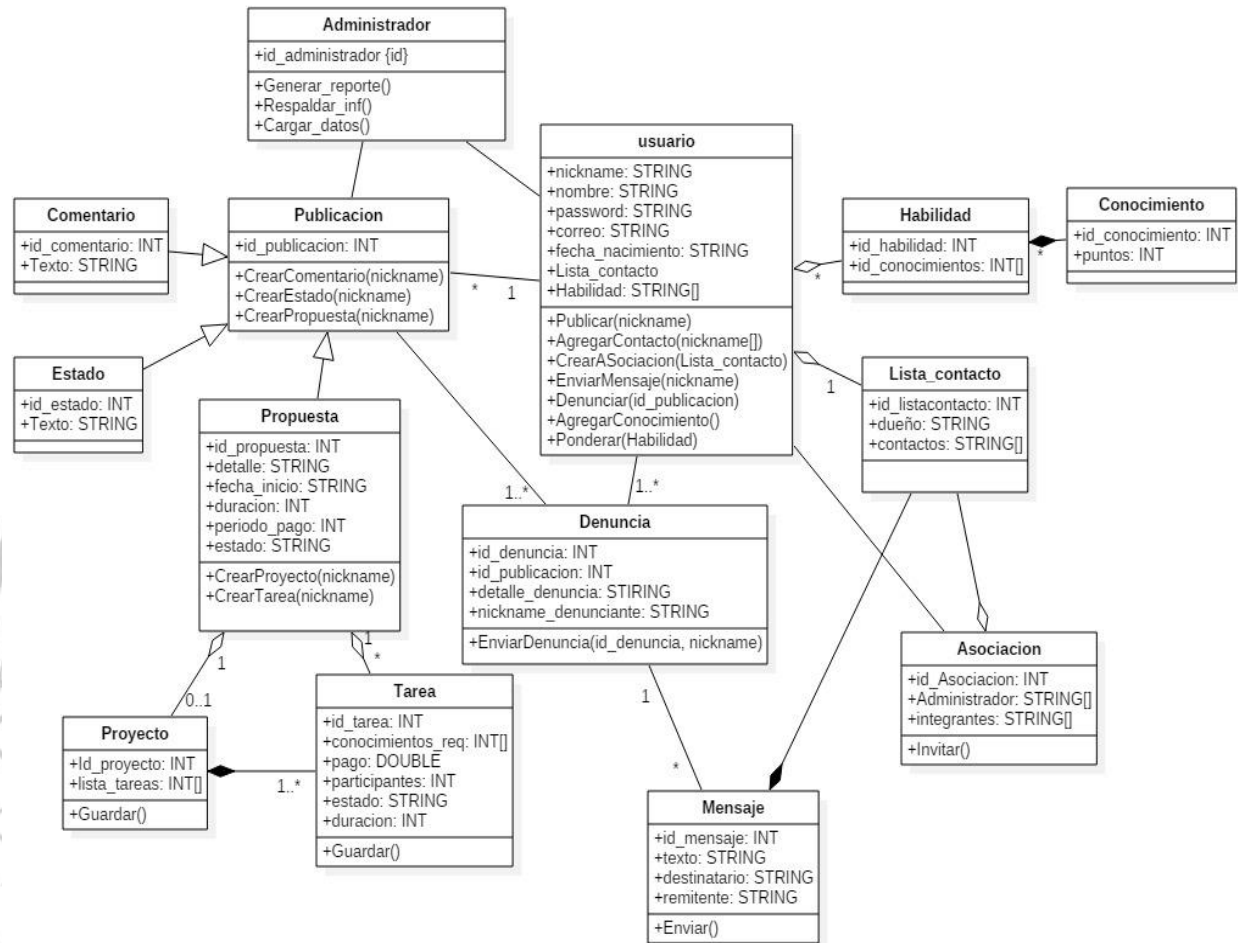 Administrador
+id_administrador {id}
+Generar_reporte()
+Respaldar_inf()
+Cargar_datos()
usuario
+nickname: STRING
+nombre: STRING
+password: STRING
+correo: STRING
+fecha_nacimiento: STRING
+Lista_contacto
+Habilidad: STRING[]
+Publicar(nickname)
+AgregarContacto(nickname[])
+CrearASociacion(Lista_contacto)
+EnviarMensaje(nickname)
+Denunciar(id_publicacion)
+AgregarConocimiento()
+Ponderar(Habilidad)
Comentario
+id_comentario: INT
+Texto: STRING
Publicacion
+id_publicacion: INT
+CrearComentario(nickname)
+CrearEstado(nickname)
+CrearPropuesta(nickname)
*
1
Habilidad
+id_habilidad: INT
+id_conocimientos: INT[]
*
*
Conocimiento
+id_conocimiento: INT
+puntos: INT
Estado
+id_estado: INT
+Texto: STRING
Lista_contacto
+id_listacontacto: INT
+dueño: STRING
+contactos: STRING[]
1
Propuesta
+id_propuesta: INT
+detalle: STRING
+fecha_inicio: STRING
+duracion: INT
+periodo_pago: INT
+estado: STRING
+CrearProyecto(nickname)
+CrearTarea(nickname)
1..*
1..*
Denuncia
+id_denuncia: INT
+id_publicacion: INT
+detalle_denuncia: STIRING
+nickname_denunciante: STRING
+EnviarDenuncia(id_denuncia, nickname)
1
1
*
0..1
1
*
Asociacion
+id_Asociacion: INT
+Administrador: STRING[]
+integrantes: STRING[]
+Invitar()
Proyecto
+Id_proyecto: INT
+lista_tareas: INT[]
+Guardar()
1..*
Tarea
+id_tarea: INT
+conocimientos_req: INT[]
+pago: DOUBLE
+participantes: INT
+estado: STRING
+duracion: INT
+Guardar()
Mensaje
+id_mensaje: INT
+texto: STRING
+destinatario: STRING
+remitente: STRING
+Enviar()